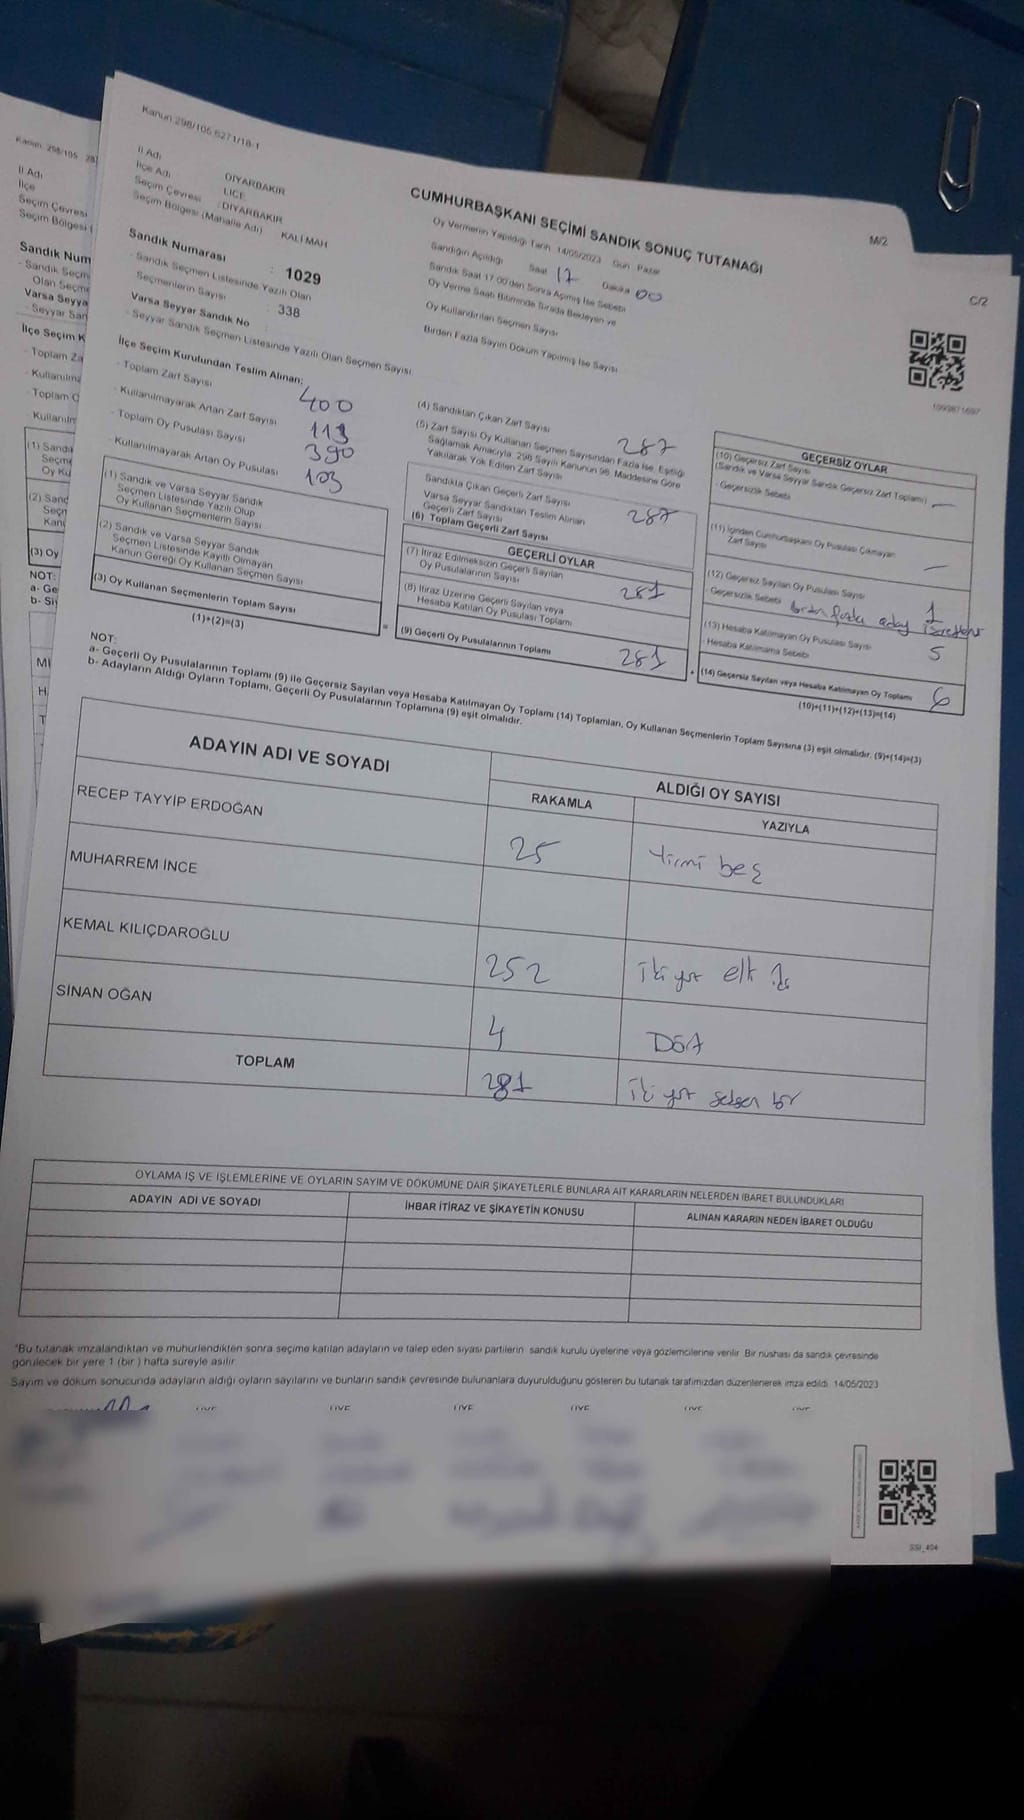 Kanun 298/105 6271/18-1
İl Adı DİYARBAKIR
İlçe Adı LİCE
Seçim Çevresi : DİYARBAKIR
Seçim Bölgesi (Mahalle Adı) KALI MAH
Sandık Numarası : 1029
- Sandık Seçmen Listesinde Yazılı Olan
Seçmenlerin Sayısı : 338
Varsa Seyyar Sandık No :
- Seyyar Sandık Seçmen Listesinde Yazılı Olan Seçmen Sayısı
CUMHURBAŞKANI SEÇİMİ SANDIK SONUÇ TUTANAĞI
M/2
C/2
Oy Vermenin Yapıldığı Tarih 14/05/2023 Gün Pazar
Sandığın Açıldığı Saat 17 Dakika 00
Sandık Saat 17.00'den Sonra Açılmış İse Sebebi
Oy Verme Saati Bitiminde Sırada Bekleyen ve
Oy Kullandırılan Seçmen Sayısı
Birden Fazla Sayım Döküm Yapılmış İse Sayısı
İlçe Seçim Kurulundan Teslim Alınan;
- Toplam Zarf Sayısı 400
- Kullanılmayarak Artan Zarf Sayısı 113
- Toplam Oy Pusulası Sayısı 390
- Kullanılmayarak Artan Oy Pusulası 103
(1) Sandık ve Varsa Seyyar Sandık
Seçmen Listesinde Yazılı Olup
Oy Kullanan Seçmenlerin Sayısı
(2) Sandık ve Varsa Seyyar Sandık
Seçmen Listesinde Kayıtlı Olmayan
Kanun Gereği Oy Kullanan Seçmen Sayısı
(3) Oy Kullanan Seçmenlerin Toplam Sayısı
(1)+(2)=(3)
=
(4) Sandıktan Çıkan Zarf Sayısı 287
(5) Zarf Sayısı Oy Kullanan Seçmen Sayısından Fazla İse, Eşitliği
Sağlamak Amacıyla, 298 Sayılı Kanunun 98. Maddesine Göre
Yakılarak Yok Edilen Zarf Sayısı
Sandıkta Çıkan Geçerli Zarf Sayısı 287
Varsa Seyyar Sandıktan Teslim Alınan
Geçerli Zarf Sayısı
(6) Toplam Geçerli Zarf Sayısı
GEÇERLİ OYLAR
(7) İtiraz Edilmeksizin Geçerli Sayılan
Oy Pusulalarının Sayısı 281
(8) İtiraz Üzerine Geçerli Sayılan veya
Hesaba Katılan Oy Pusulası Toplamı
(9) Geçerli Oy Pusulalarının Toplamı 281
+
GEÇERSİZ OYLAR
(10) Geçersiz Zarf Sayısı
(Sandık ve Varsa Seyyar Sandık Geçersiz Zarf Toplamı) —
- Geçersizlik Sebebi
(11) İçinden Cumhurbaşkanı Oy Pusulası Çıkmayan
Zarf Sayısı —
(12) Geçersiz Sayılan Oy Pusulası Sayısı 1
- Geçersizlik Sebebi birden fazla aday
(13) Hesaba Katılmayan Oy Pusulası Sayısı 5
Hesaba Katılmama Sebebi
(14) Geçersiz Sayılan veya Hesaba Katılmayan Oy Toplamı 6
(10)+(11)+(12)+(13)=(14)
NOT:
a- Geçerli Oy Pusulalarının Toplamı (9) ile Geçersiz Sayılan veya Hesaba Katılmayan Oy Toplamı (14) Toplamları, Oy Kullanan Seçmenlerin Toplam Sayısına (3) eşit olmalıdır. (9)+(14)=(3)
b- Adayların Aldığı Oyların Toplamı, Geçerli Oy Pusulalarının Toplamına (9) eşit olmalıdır.
ADAYIN ADI VE SOYADI ALDIĞI OY SAYISI
RAKAMLA YAZIYLA
RECEP TAYYİP ERDOĞAN 25 Yirmi beş
MUHARREM İNCE
KEMAL KILIÇDAROĞLU 252 iki yüz elli iki
SİNAN OĞAN 4 Dört
TOPLAM 281 iki yüz seksen bir
OYLAMA İŞ VE İŞLEMLERİNE VE OYLARIN SAYIM VE DÖKÜMÜNE DAİR ŞİKAYETLERLE BUNLARA AİT KARARLARIN NELERDEN İBARET BULUNDUKLARI
ADAYIN ADI VE SOYADI İHBAR İTİRAZ VE ŞİKAYETİN KONUSU ALINAN KARARIN NEDEN İBARET OLDUĞU
*Bu tutanak imzalandıktan ve mühürlendikten sonra seçime katılan adayların ve talep eden siyasi partilerin sandık kurulu üyelerine veya gözlemcilerine verilir. Bir nüshası da sandık çevresinde
görülecek bir yere 1 (bir) hafta süreyle asılır.
Sayım ve döküm sonucunda adayların aldığı oyların sayılarını ve bunların sandık çevresinde bulunanlara duyurulduğunu gösteren bu tutanak tarafımızdan düzenlenerek imza edildi. 14/05/2023
SSI_404